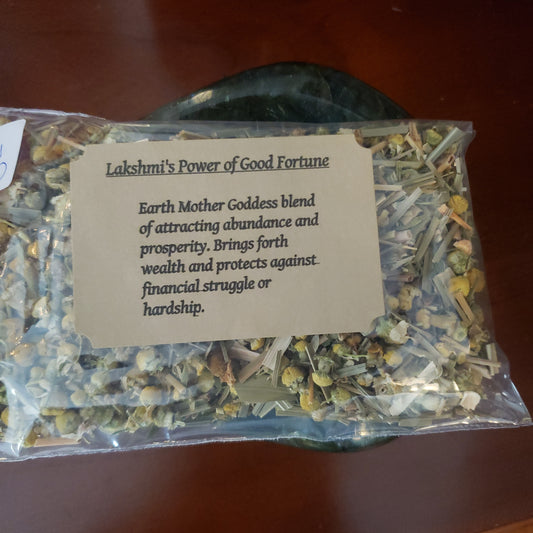 Lakshmi's Power of Good Fortune
Earth Mother Goddess blend
of attracting abundance and
prosperity. Brings forth
wealth and protects against
financial struggle or
hardship.